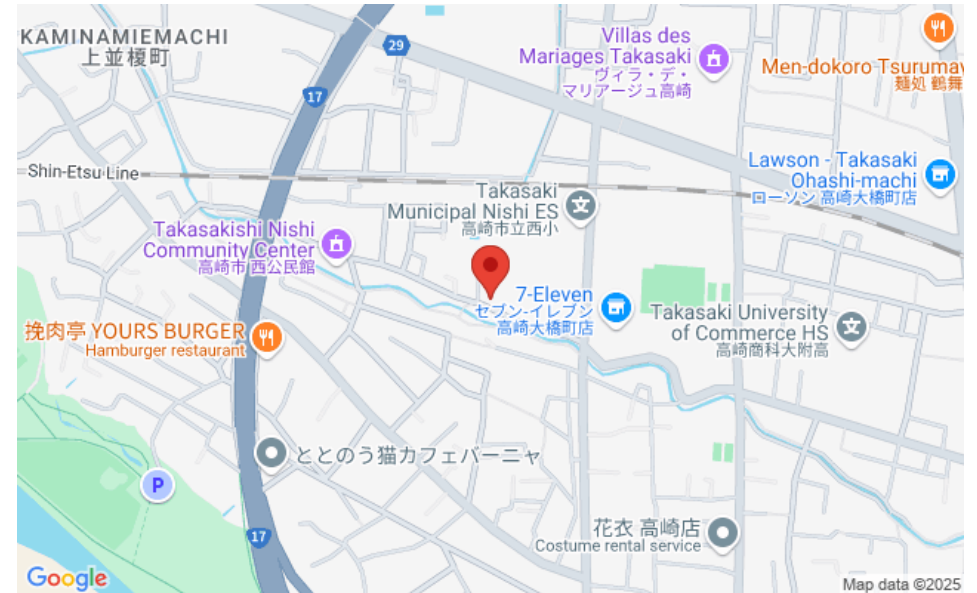 KAMINAMIEMACHI
上並榎町
29
17
Villas des
Mariages Takasaki
ヴィラ・デ・
マリアージュ高崎
Men-dokoro Tsurumav
麺処 鶴舞
Shin-Etsu Line
Lawson - Takasaki
Ohashi-machi
ローソン 高崎大橋町店
Takasaki
Municipal Nishi ES
高崎市立西小
文
Takasakishi Nishi
Community Center
高崎市 西公民館
7-Eleven
セブン-イレブン
高崎大橋町店
Takasaki University
of Commerce HS
高崎商科大附高
文
挽肉亭 YOURS BURGER
Hamburger restaurant
ととのう猫カフェバーニャ
P
17
花衣 高崎店
Costume rental service
Google
Map data ©2025